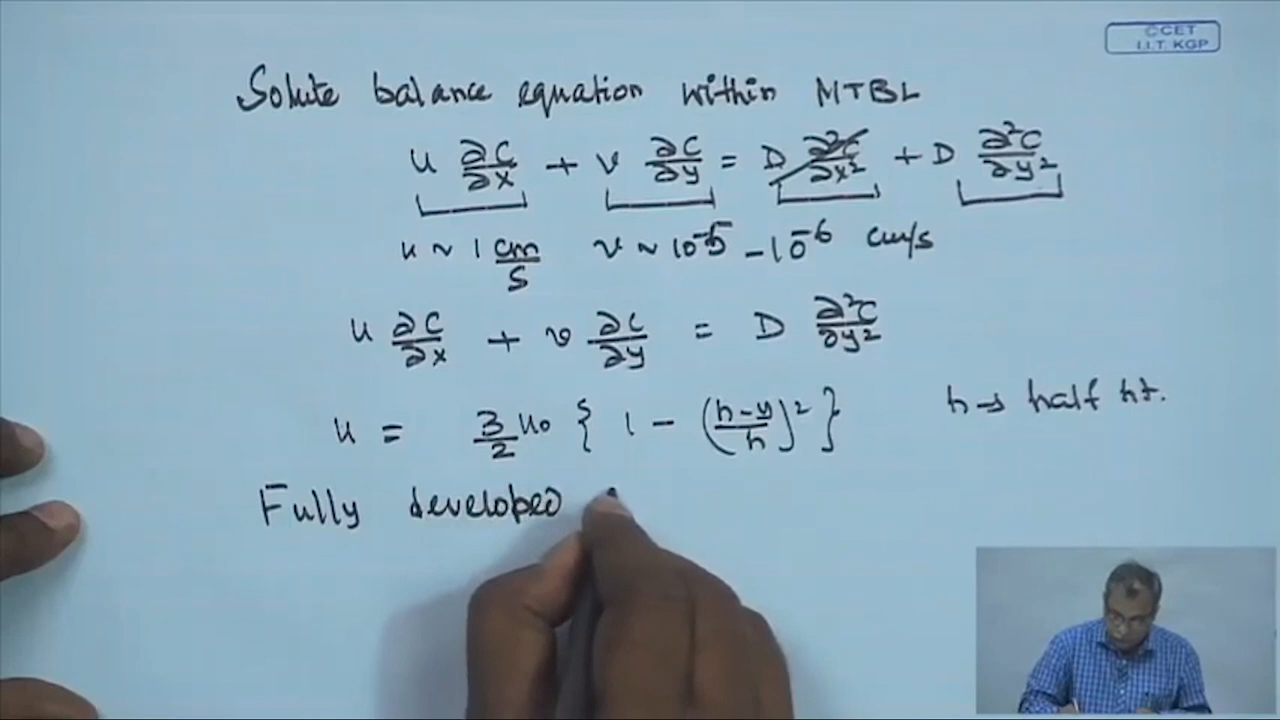 ©CET
I.I.T. KGP
Solute balance equation within MTBL
u ∂C/∂x + v ∂C/∂y = D ∂²C/∂x² + D ∂²C/∂y²
u ~ 1 cm/s v ~ 10⁻⁵ - 10⁻⁶ cm/s
u ∂C/∂x + v ∂C/∂y = D ∂²C/∂y²
u = 3/2 u₀ { 1 - ((h-y)/h)² } h → half ht.
Fully developed